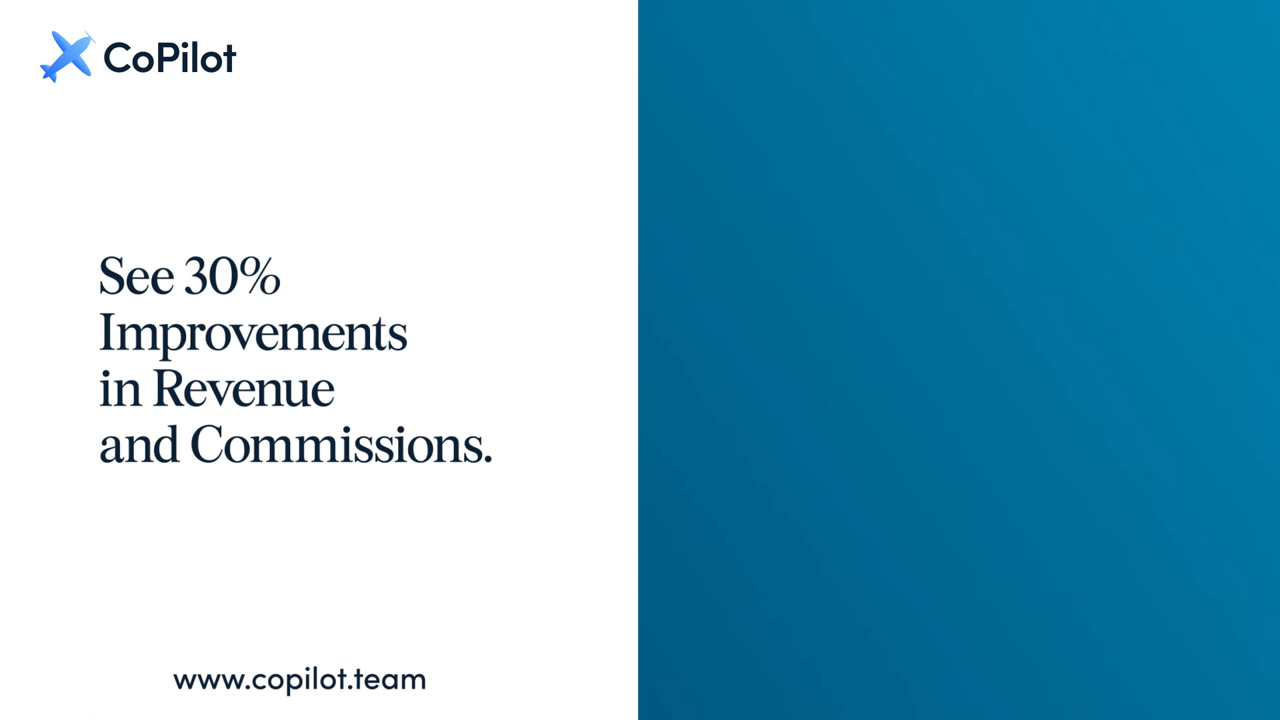 CoPilot
See 30%
Improvements
in Revenue
and Commissions.
www.copilot.team